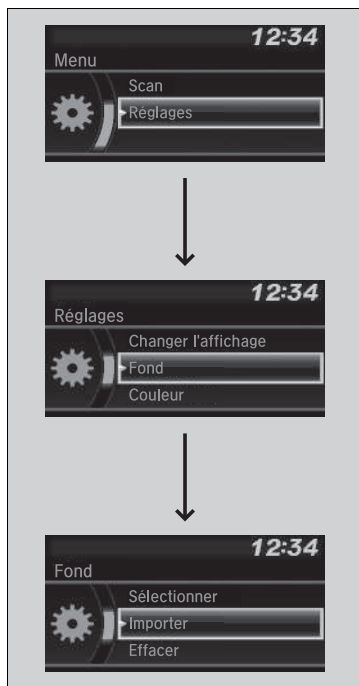 12:34
Menu
Scan
Réglages
12:34
Réglages
Changer l'affichage
Fond
Couleur
12:34
Fond
Sélectionner
Importer
Effacer